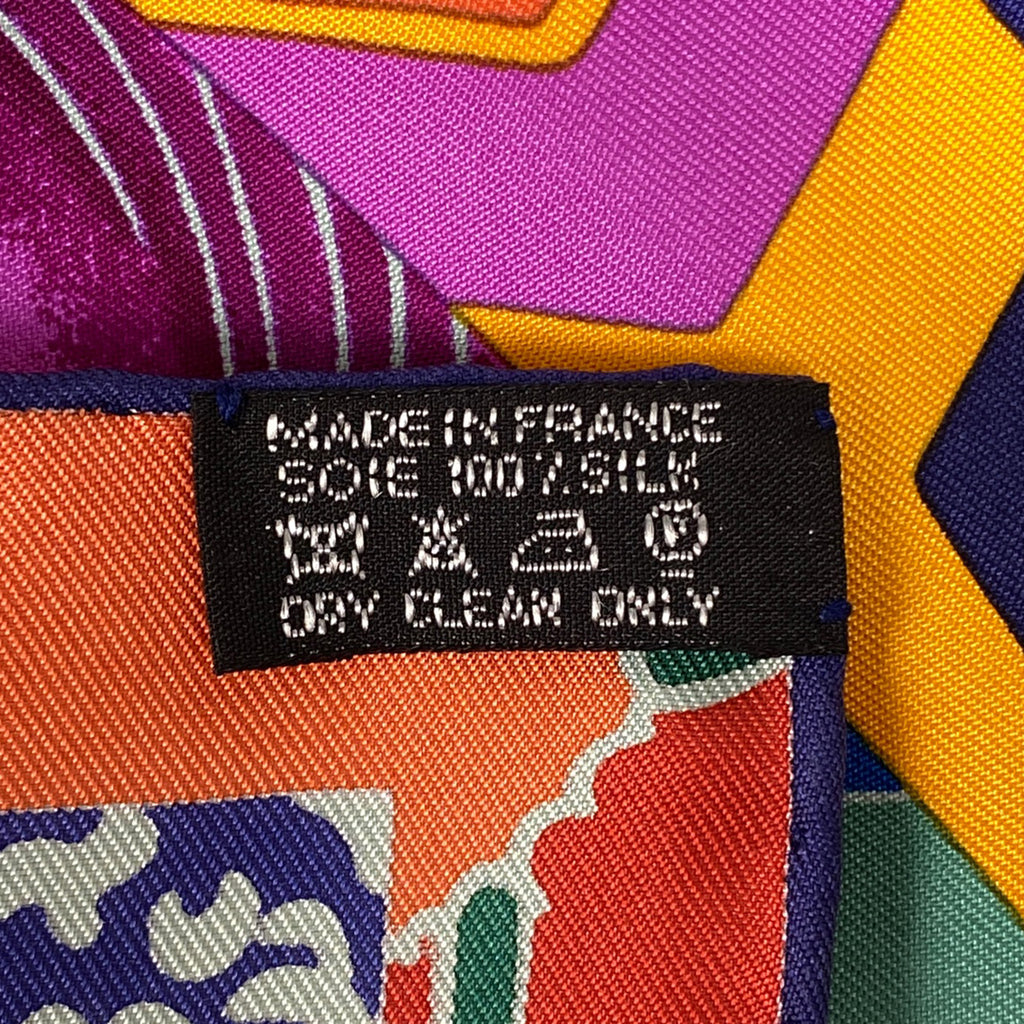 MADE IN FRANCE
SOIE 100% SILK
P
DRY CLEAN ONLY